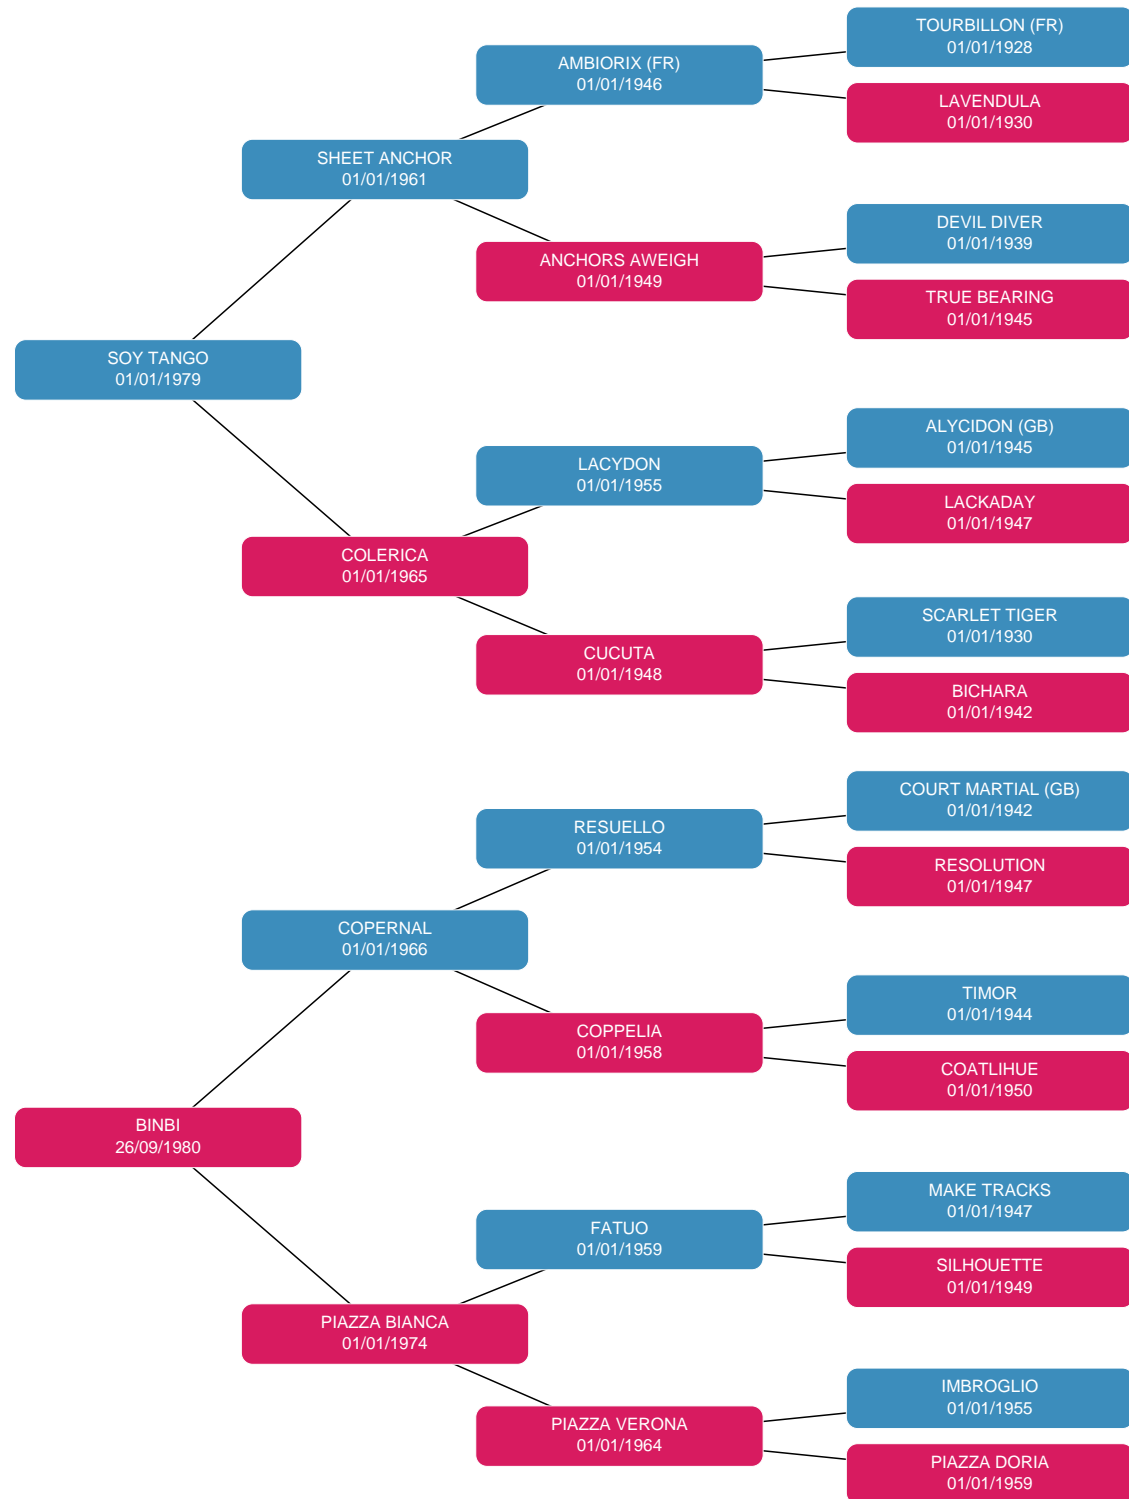 TOURBILLON (FR)
01/01/1928
AMBIORIX (FR)
01/01/1946
LAVENDULA
01/01/1930
SHEET ANCHOR
01/01/1961
DEVIL DIVER
01/01/1939
ANCHORS AWEIGH
01/01/1949
TRUE BEARING
01/01/1945
SOY TANGO
01/01/1979
ALYCIDON (GB)
01/01/1945
LACYDON
01/01/1955
LACKADAY
01/01/1947
COLERICA
01/01/1965
SCARLET TIGER
01/01/1930
CUCUTA
01/01/1948
BICHARA
01/01/1942
COURT MARTIAL (GB)
01/01/1942
RESUELLO
01/01/1954
RESOLUTION
01/01/1947
COPERNAL
01/01/1966
TIMOR
01/01/1944
COPPELIA
01/01/1958
COATLIHUE
01/01/1950
BINBI
26/09/1980
MAKE TRACKS
01/01/1947
FATUO
01/01/1959
SILHOUETTE
01/01/1949
PIAZZA BIANCA
01/01/1974
IMBROGLIO
01/01/1955
PIAZZA VERONA
01/01/1964
PIAZZA DORIA
01/01/1959